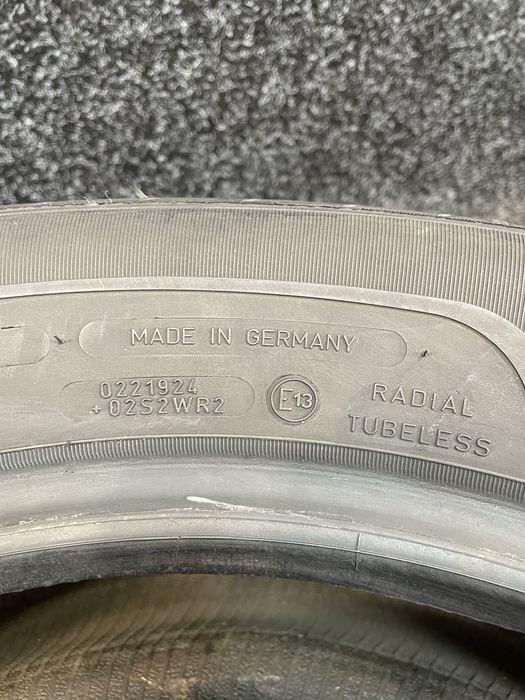 MADE IN GERMANY
0221924
+02S2WR2
E13
RADIAL
TUBELESS